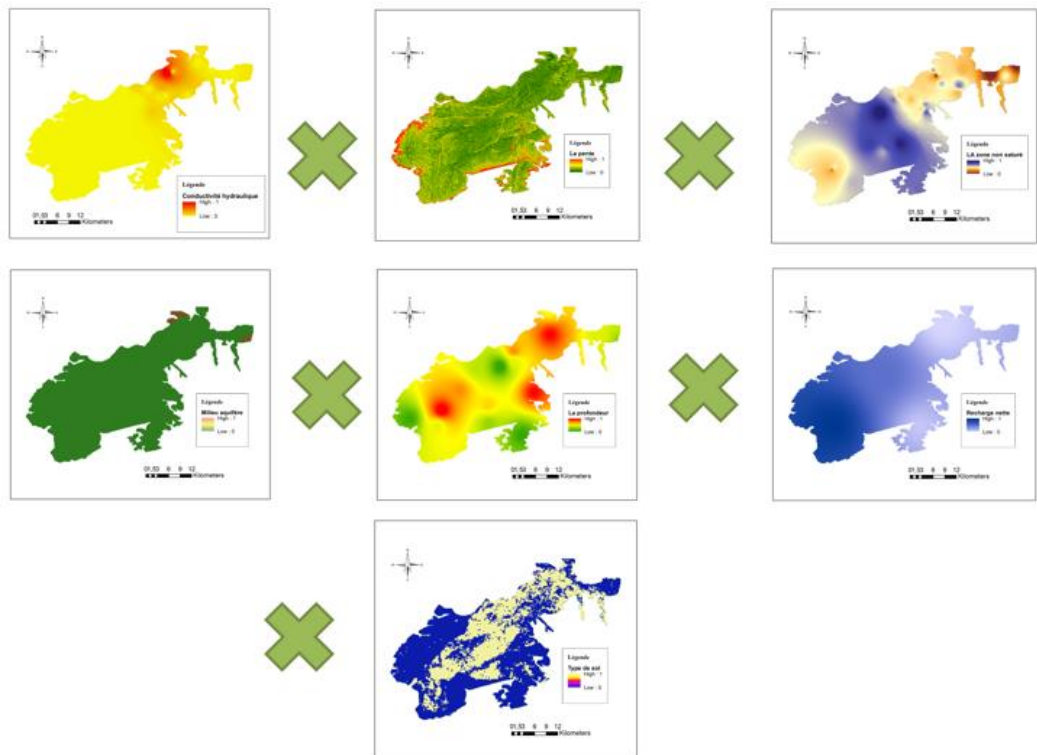 Légende
Conductivité hydraulique
High : 1
Low : 0
01,53 6 9 12
Kilometers
Légende
La pente
High : 1
Low : 0
01,53 6 9 12
Kilometers
Légende
LA zone non saturé
High : 1
Low : 0
01,53 6 9 12
Kilometers
Légende
Milieu aquifère
High : 1
Low : 0
01,53 6 9 12
Kilometers
Légende
La profondeur
High : 1
Low : 0
01,53 6 9 12
Kilometers
Légende
Recharge nette
High : 1
Low : 0
01,53 6 9 12
Kilometers
Légende
Type de sol
High : 1
Low : 0
01,53 6 9 12
Kilometers